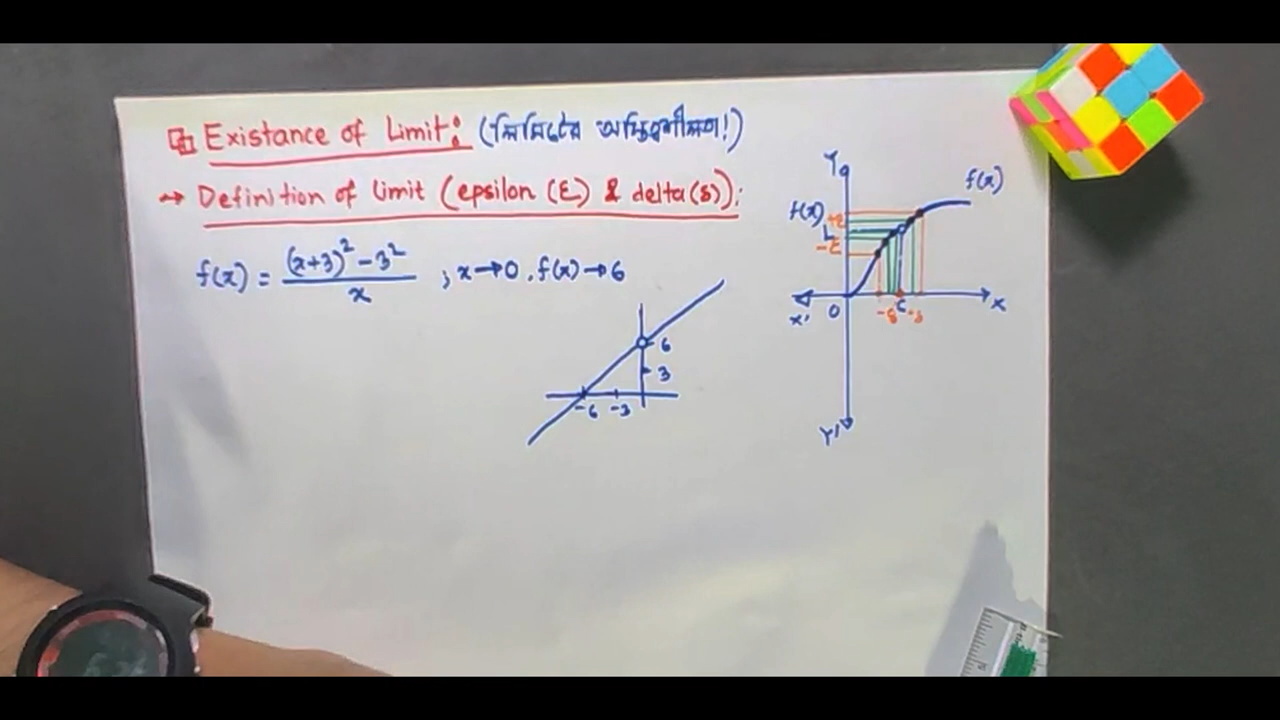 Existance of Limit: (লিমিটের অস্তিত্বশীলতা!)
→ Definition of limit (epsilon (ε) & delta(δ)):
f(x) = ((x+3)² - 3²)/x , x→0 . f(x)→6
6
3
-6 -3
Y
f(x)
f(x)
+ε
L
-ε
X' O -δ C +δ X
Y'